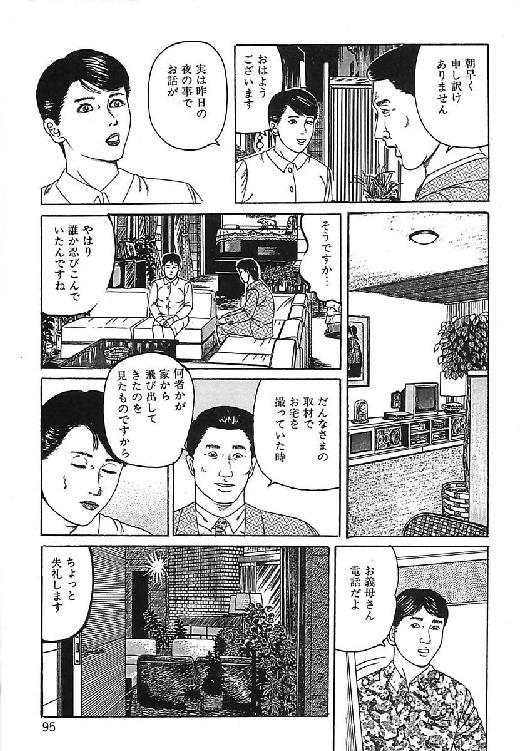 朝早く
申し訳け
ありません
おはよう
ございます
実は昨日の
夜の事で
お話が
そうですか…
やはり
誰か忍びこんで
いたんですね
だんなさまの
取材で
お宅を
撮っていた時
何者かが
家から
飛び出して
きたのを
見たものですから
お義母さん
電話だよ
ちょっと
失礼します
95